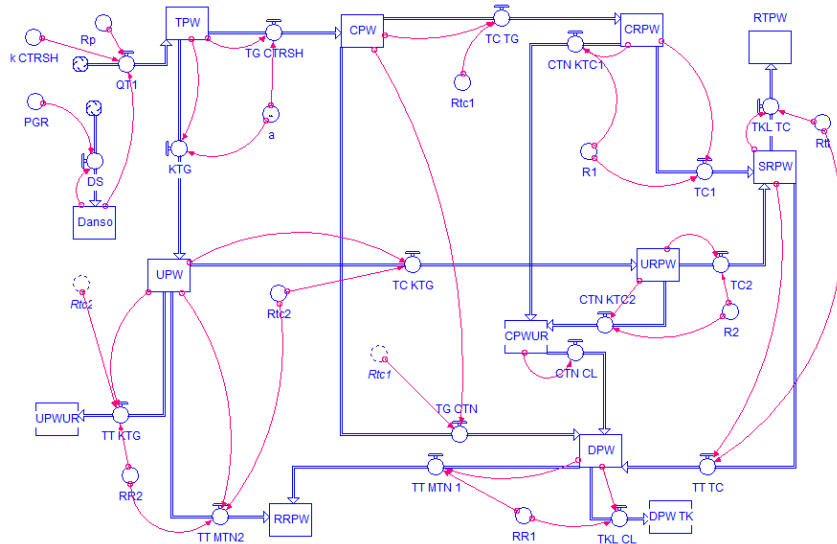 Rp
TPW
k CTRSH
QT1
TG CTRSH
CPW
TC TG
CTN KTC1
CRPW
RTPW
Rtc1
PGR
a
KTG
DS
Danso
R1
TC1
TKL TC
SRPW
UPW
TC KTG
URPW
TC2
Rtc2
Rtc2
CTN KTC2
R2
CPWUR
CTN CL
Rtc1
UPWUR
TT KTG
TG CTN
DPW
TT MTN 1
TT TC
RR2
TT MTN2
RRPW
RR1
TKL CL
DPW TK